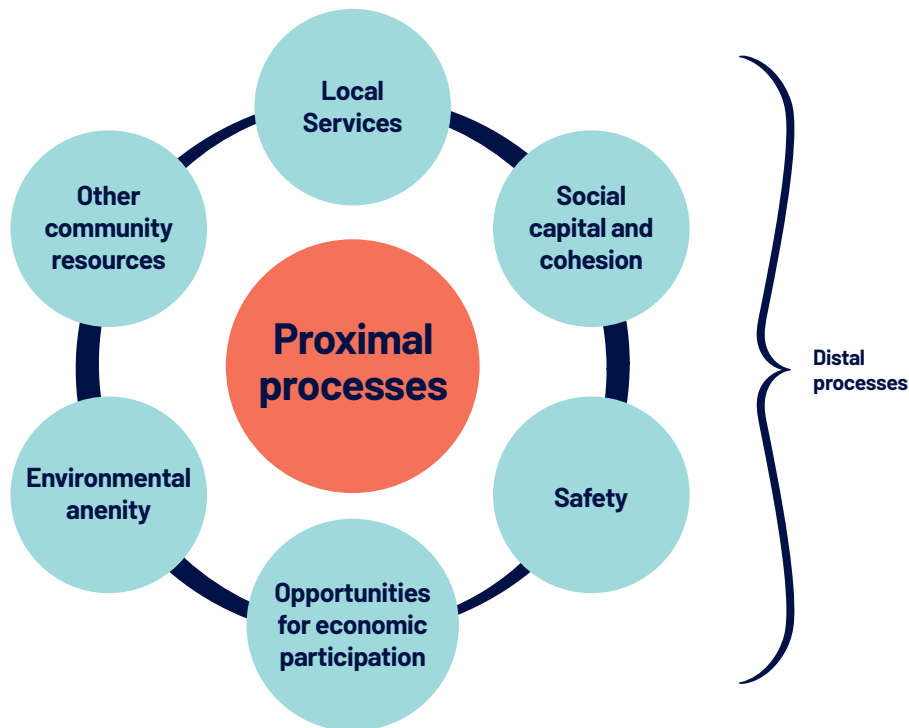 Local
Services
Social
capital and
cohesion
Safety
Opportunities
for economic
participation
Environmental
anenity
Other
community
resources
Proximal
processes
Distal
processes